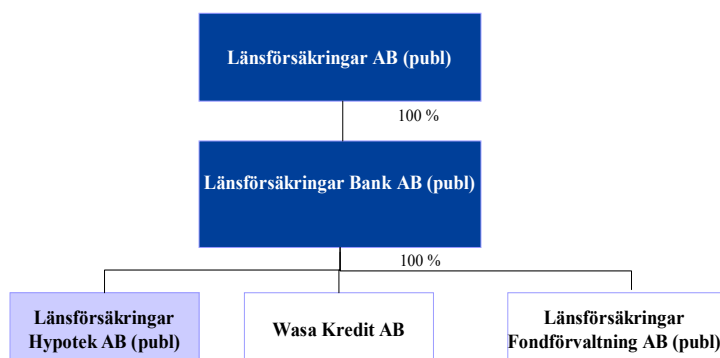 Länsförsäkringar AB (publ)
100 %
Länsförsäkringar Bank AB (publ)
100 %
Länsförsäkringar
Hypotek AB (publ)
Wasa Kredit AB
Länsförsäkringar
Fondförvaltning AB (publ)